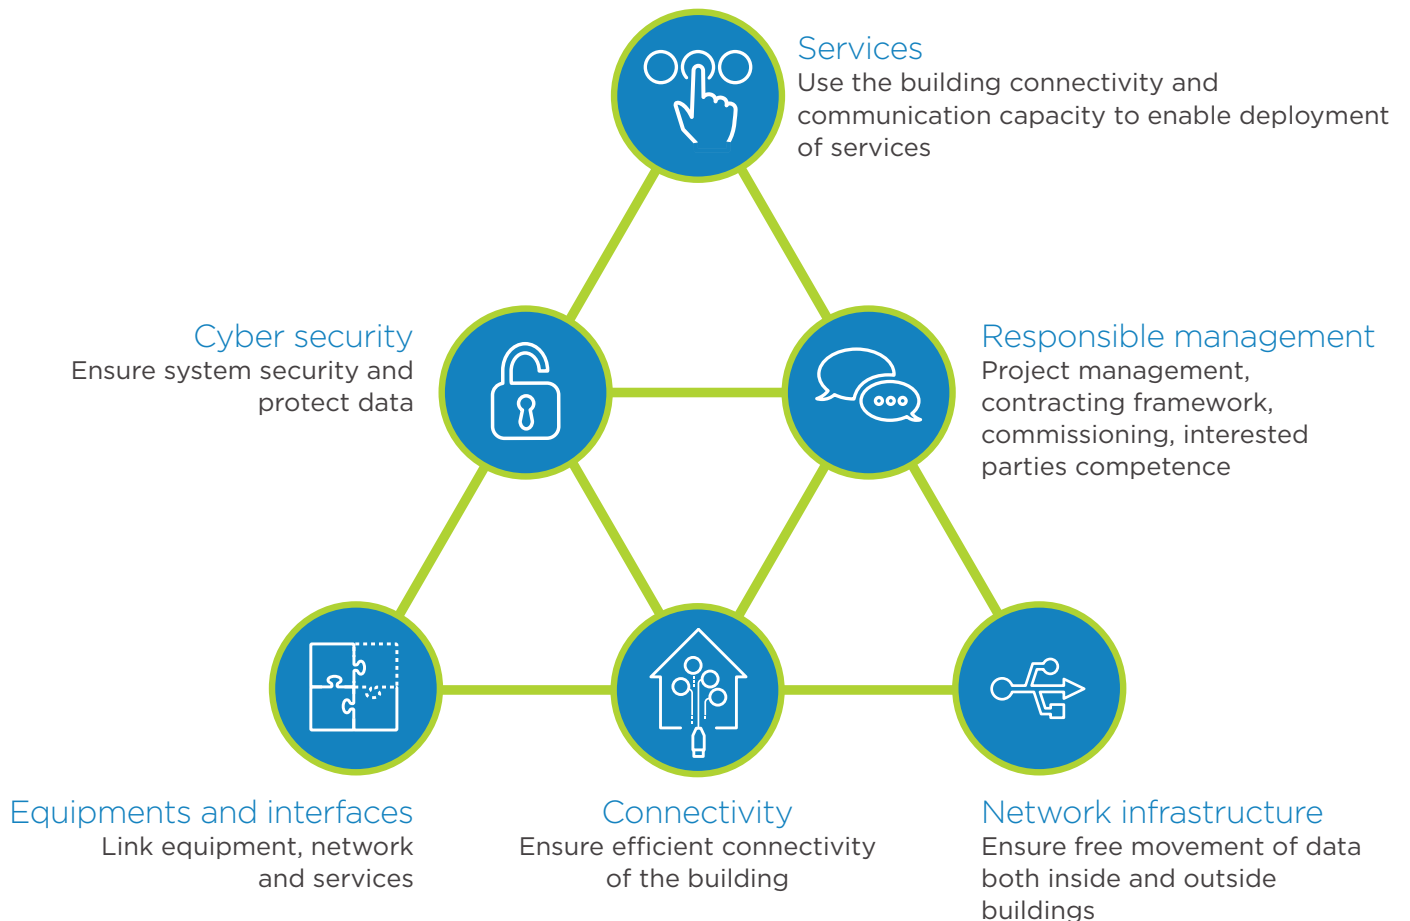 Services
Use the building connectivity and
communication capacity to enable deployment
of services
Cyber security
Ensure system security and
protect data
Responsible management
Project management,
contracting framework,
commissioning, interested
parties competence
Equipments and interfaces
Link equipment, network
and services
Connectivity
Ensure efficient connectivity
of the building
Network infrastructure
Ensure free movement of data
both inside and outside
buildings